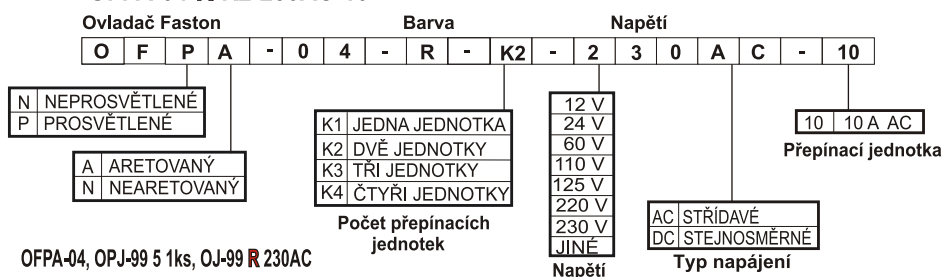 Ovladač Faston Barva Napětí
O F P A - 0 4 - R - K2 - 2 3 0 A C - 10
N NEPROSVĚTLENÉ
P PROSVĚTLENÉ
A ARETOVANÝ
N NEARETOVANÝ
K1 JEDNA JEDNOTKA
K2 DVĚ JEDNOTKY
K3 TŘI JEDNOTKY
K4 ČTYŘI JEDNOTKY
Počet přepínacích
jednotek
12 V
24 V
60 V
110 V
125 V
220 V
230 V
JINÉ
Napětí
AC STŘÍDAVÉ
DC STEJNOSMĚRNÉ
Typ napájení
10 10 A AC
Přepínací jednotka
OFPA-04, OPJ-99 5 1ks, OJ-99 R 230AC